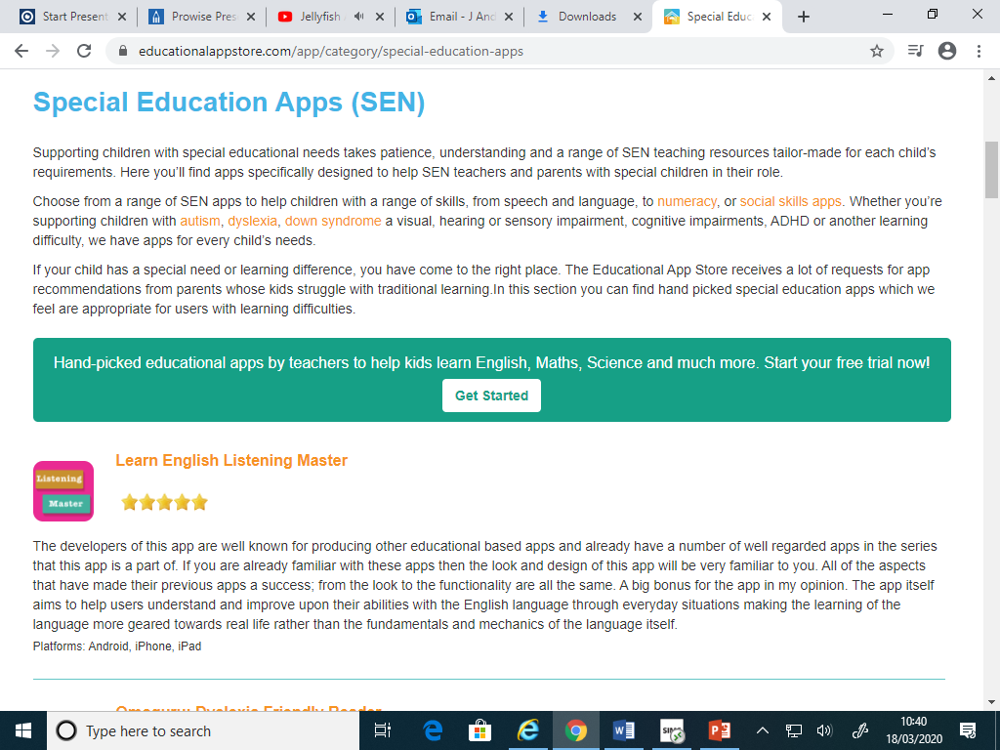 Start Present
Prowise Pres
Jellyfish
Email - J And
Downloads
Special Educ
educationalappstore.com/app/category/special-education-apps
Special Education Apps (SEN)
Supporting children with special educational needs takes patience, understanding and a range of SEN teaching resources tailor-made for each child's
requirements. Here you'll find apps specifically designed to help SEN teachers and parents with special children in their role.
Choose from a range of SEN apps to help children with a range of skills, from speech and language, to numeracy, or social skills apps. Whether you're
supporting children with autism, dyslexia, down syndrome a visual, hearing or sensory impairment, cognitive impairments, ADHD or another learning
difficulty, we have apps for every child's needs.
If your child has a special need or learning difference, you have come to the right place. The Educational App Store receives a lot of requests for app
recommendations from parents whose kids struggle with traditional learning.In this section you can find hand picked special education apps which we
feel are appropriate for users with learning difficulties.
Hand-picked educational apps by teachers to help kids learn English, Maths, Science and much more. Start your free trial now!
Get Started
Learn English Listening Master
Listening
Master
The developers of this app are well known for producing other educational based apps and already have a number of well regarded apps in the series
that this app is a part of. If you are already familiar with these apps then the look and design of this app will be very familiar to you. All of the aspects
that have made their previous apps a success; from the look to the functionality are all the same. A big bonus for the app in my opinion. The app itself
aims to help users understand and improve upon their abilities with the English language through everyday situations making the learning of the
language more geared towards real life rather than the fundamentals and mechanics of the language itself.
Platforms: Android, iPhone, iPad
Omoguru: Dyslexia Friendly Reader
Type here to search
SIMS
10:40
18/03/2020